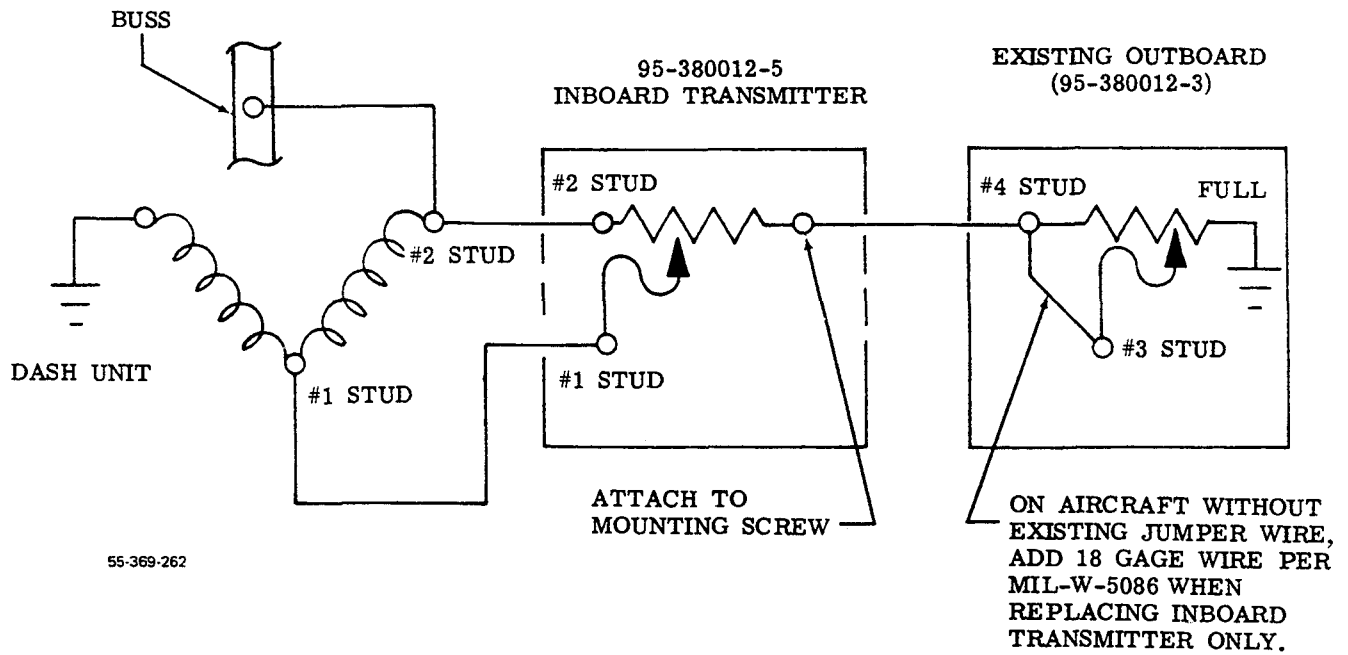 BUSS
95-380012-5
INBOARD TRANSMITTER
EXISTING OUTBOARD
(95-380012-3)
#2 STUD
#4 STUD
FULL
#2 STUD
#1 STUD
#3 STUD
DASH UNIT
#1 STUD
ATTACH TO
MOUNTING SCREW
ON AIRCRAFT WITHOUT
EXISTING JUMPER WIRE,
ADD 18 GAGE WIRE PER
MIL-W-5086 WHEN
REPLACING INBOARD
TRANSMITTER ONLY.
55-369-262